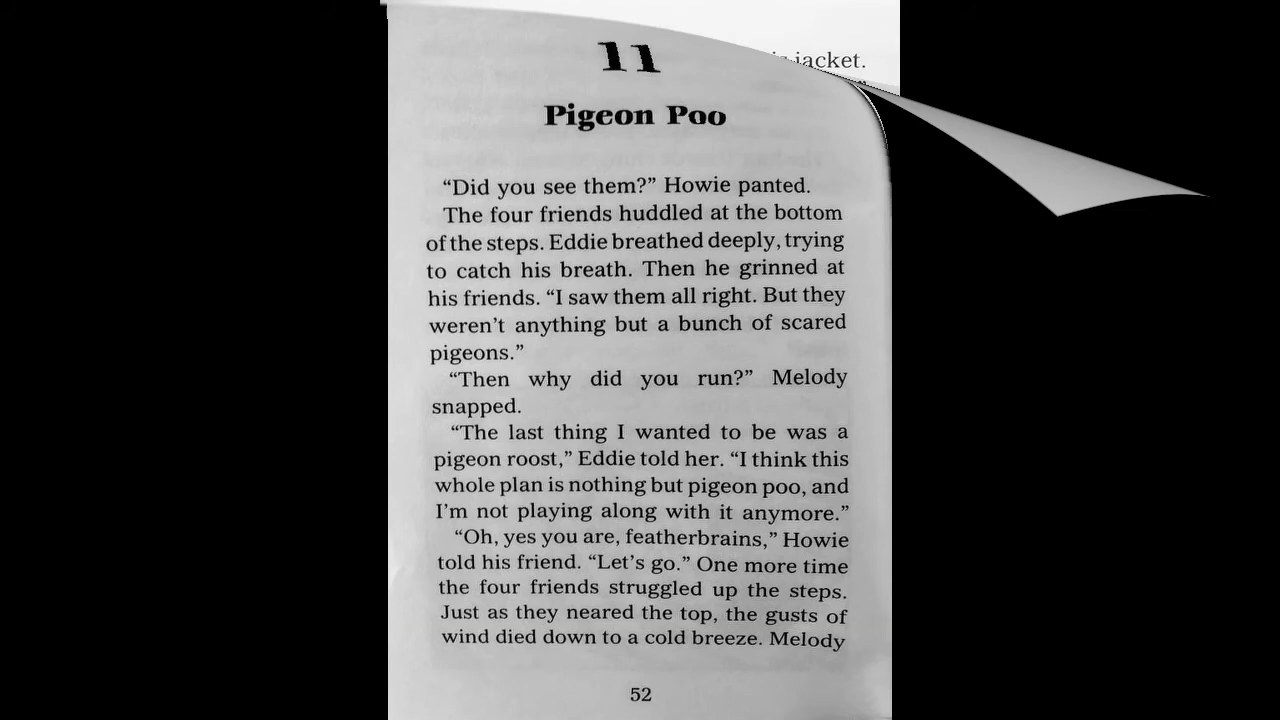 11
jacket.
Pigeon Poo
“Did you see them?” Howie panted.
The four friends huddled at the bottom
of the steps. Eddie breathed deeply, trying
to catch his breath. Then he grinned at
his friends. “I saw them all right. But they
weren’t anything but a bunch of scared
pigeons.”
“Then why did you run?” Melody
snapped.
“The last thing I wanted to be was a
pigeon roost,” Eddie told her. “I think this
whole plan is nothing but pigeon poo, and
I’m not playing along with it anymore.”
“Oh, yes you are, featherbrains,” Howie
told his friend. “Let’s go.” One more time
the four friends struggled up the steps.
Just as they neared the top, the gusts of
wind died down to a cold breeze. Melody
52